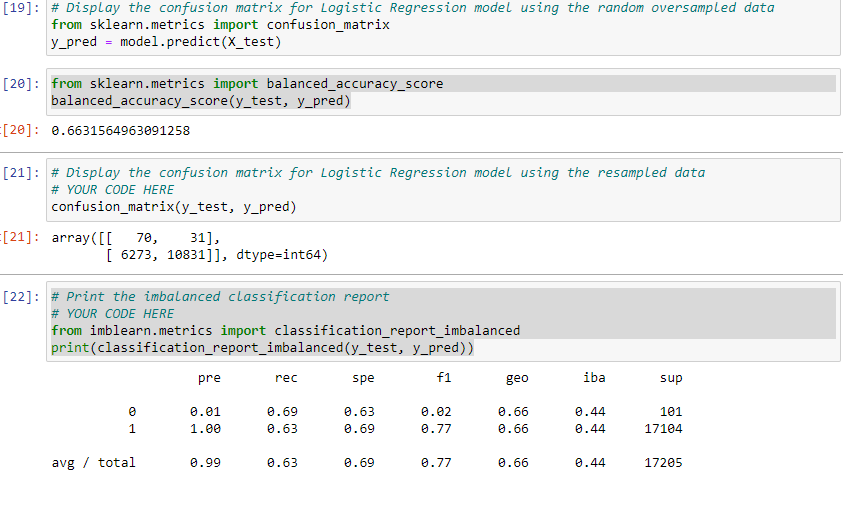 [19]: # Display the confusion matrix for Logistic Regression model using the random oversampled data
from sklearn.metrics import confusion_matrix
y_pred = model.predict(X_test)
[20]: from sklearn.metrics import balanced_accuracy_score
balanced_accuracy_score(y_test, y_pred)
:[20]: 0.6631564963091258
[21]: # Display the confusion matrix for Logistic Regression model using the resampled data
# YOUR CODE HERE
confusion_matrix(y_test, y_pred)
:[21]: array([[   70,    31],
       [ 6273, 10831]], dtype=int64)
[22]: # Print the imbalanced classification report
# YOUR CODE HERE
from imblearn.metrics import classification_report_imbalanced
print(classification_report_imbalanced(y_test, y_pred))
pre rec spe f1 geo iba sup
0 0.01 0.69 0.63 0.02 0.66 0.44 101
1 1.00 0.63 0.69 0.77 0.66 0.44 17104
avg / total 0.99 0.63 0.69 0.77 0.66 0.44 17205